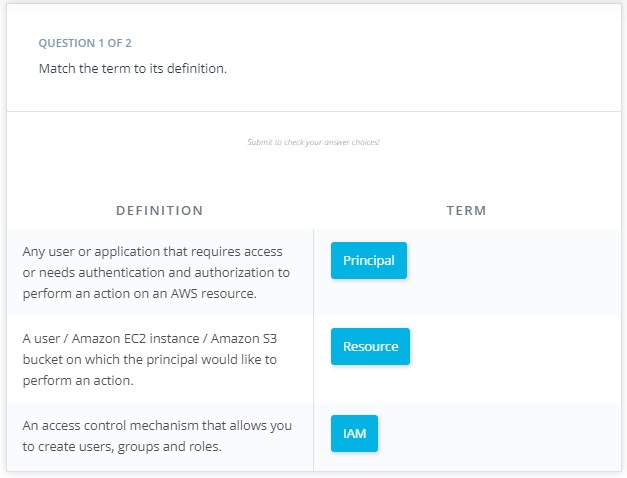 QUESTION 1 OF 2
Match the term to its definition.
Submit to check your answer choices!
DEFINITION
TERM
Any user or application that requires access
or needs authentication and authorization to
perform an action on an AWS resource.
Principal
A user / Amazon EC2 instance / Amazon S3
bucket on which the principal would like to
perform an action.
Resource
An access control mechanism that allows you
to create users, groups and roles.
IAM